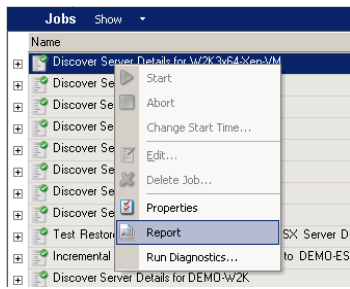 Jobs Show
Name
Discover Server Details for W2K3x64-Xen-VM
Discover Se
Start
Discover Se
Abort
Discover Se
Change Start Time...
Discover Se
Edit...
Discover Se
Delete Job...
Discover Se
Properties
Discover Se
Test Resto
Report
SX Server D
Incremental
Run Diagnostics...
to DEMO-ES
Discover Server Details for DEMO-W2K